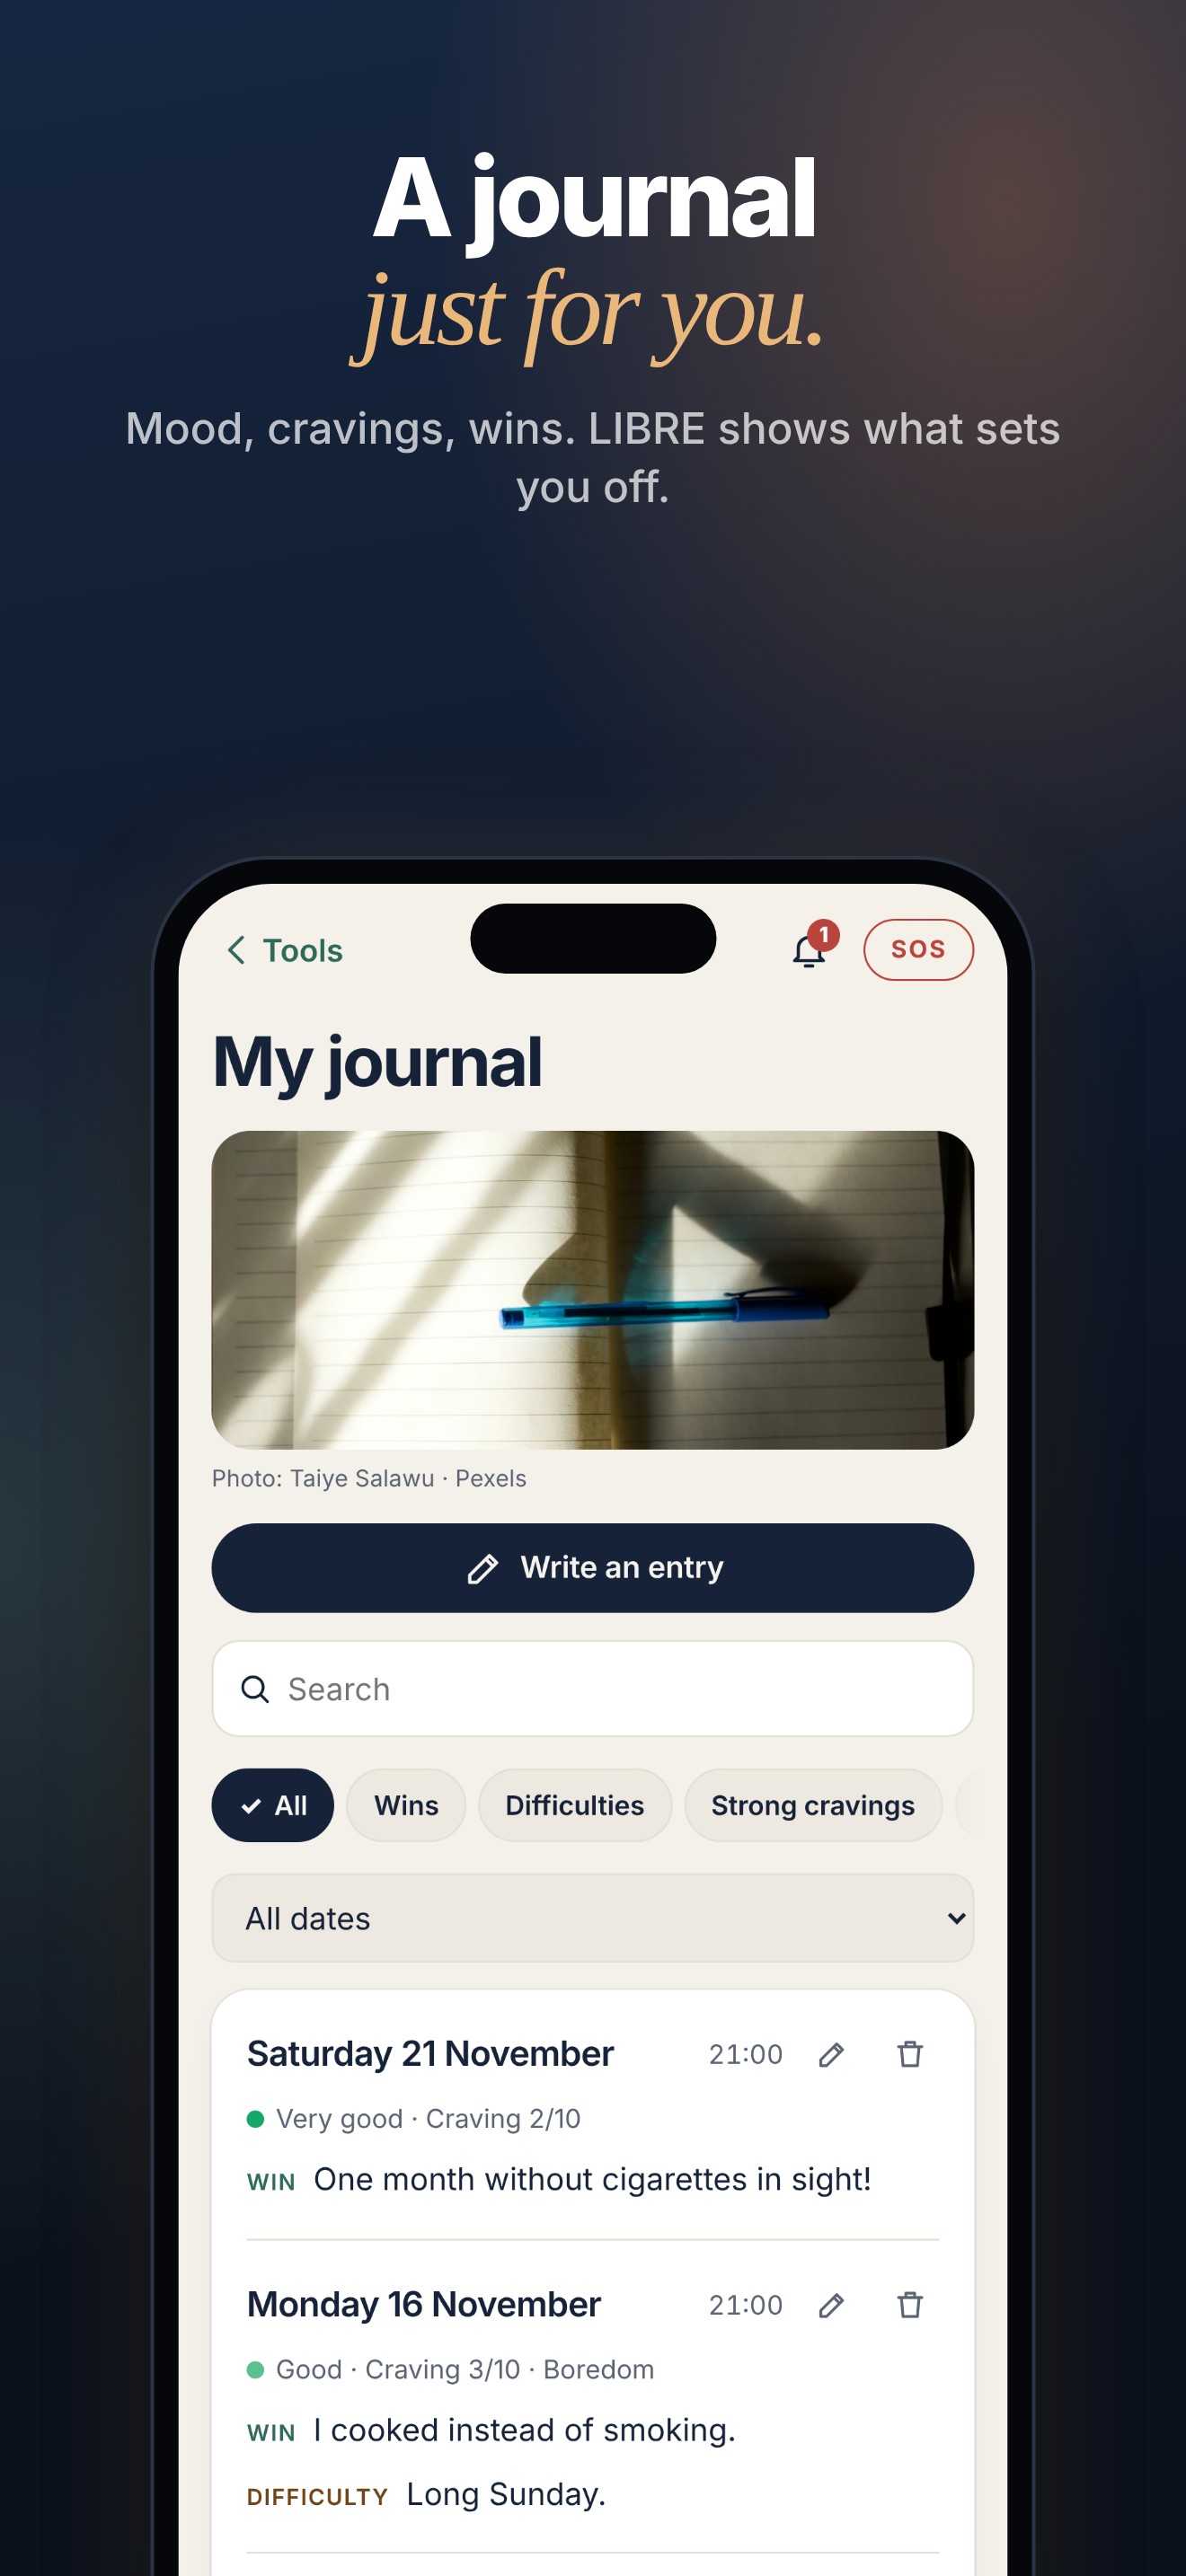 A journal
just for you.
Mood, cravings, wins. LIBRE shows what sets
you off.
Tools
1
SOS
My journal
Photo: Taiye Salawu · Pexels
Write an entry
Search
All
Wins
Difficulties
Strong cravings
All dates
Saturday 21 November
21:00
Very good · Craving 2/10
WIN One month without cigarettes in sight!
Monday 16 November
21:00
Good · Craving 3/10 · Boredom
WIN I cooked instead of smoking.
DIFFICULTY Long Sunday.